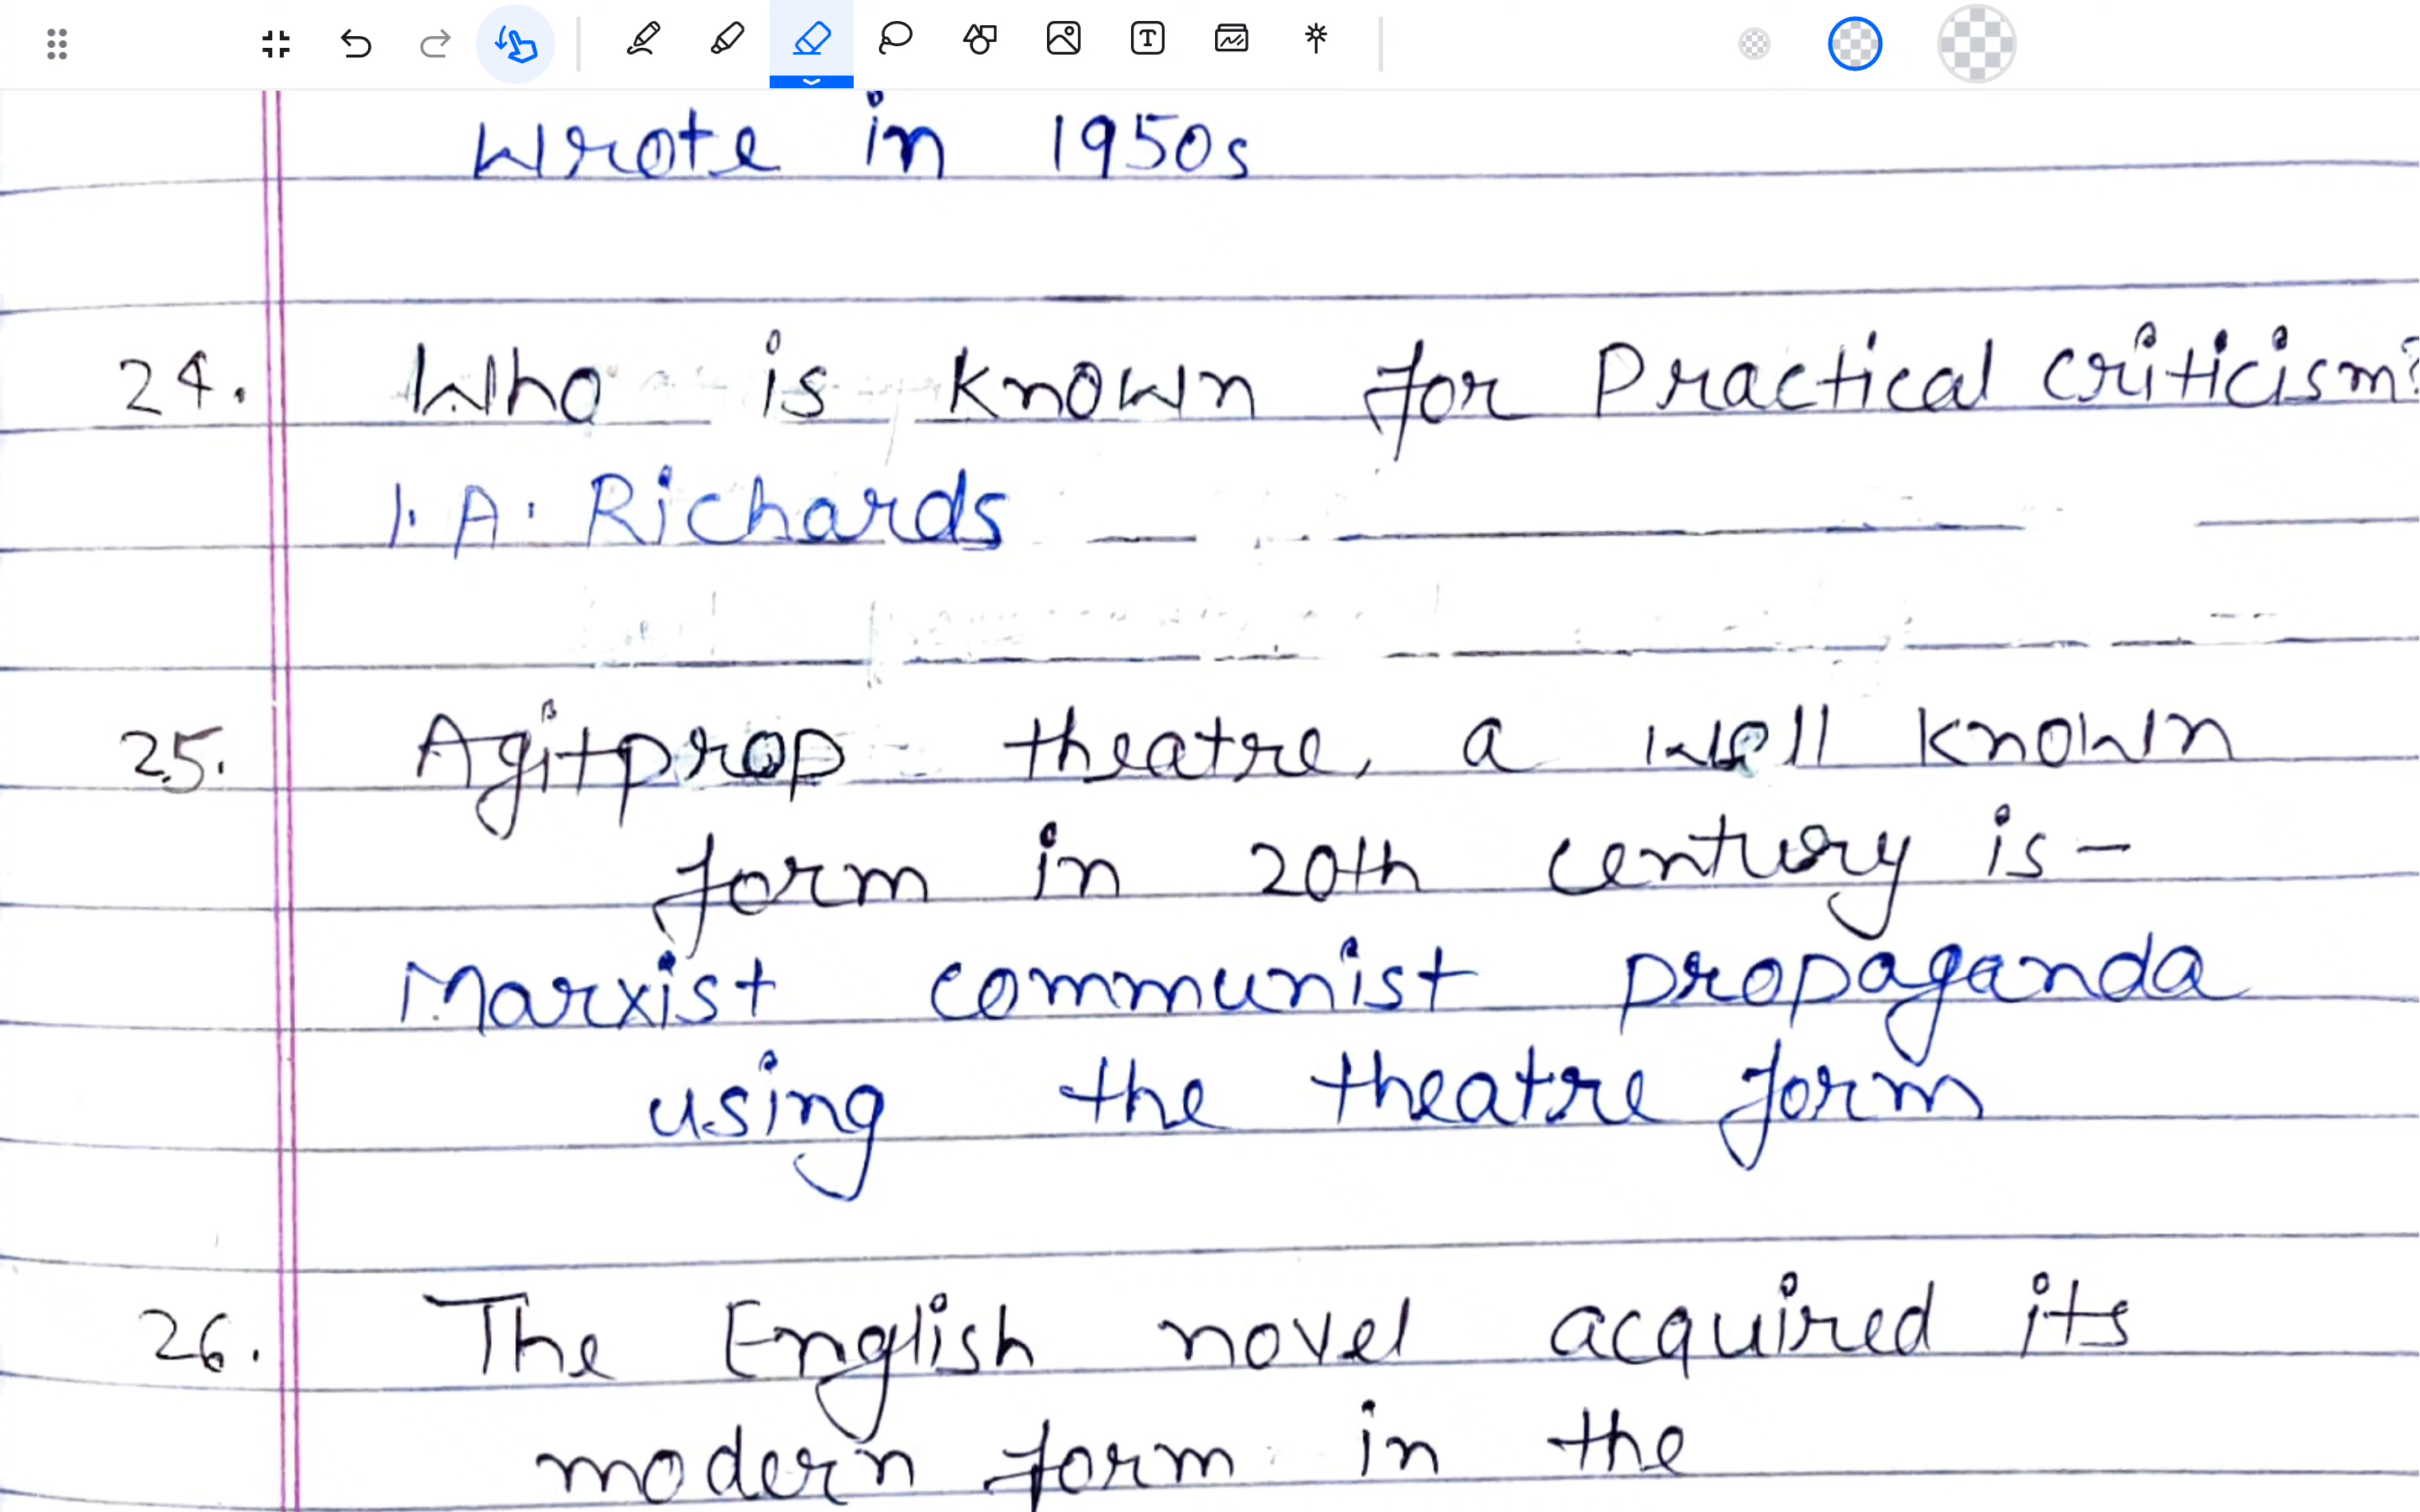 Wrote in 1950s
24. Who is known for Practical criticism?
I. A. Richards
25. Agitprop theatre, a well known
form in 20th century is -
Marxist communist propaganda
using the theatre form
26. The English novel acquired its
modern form in the